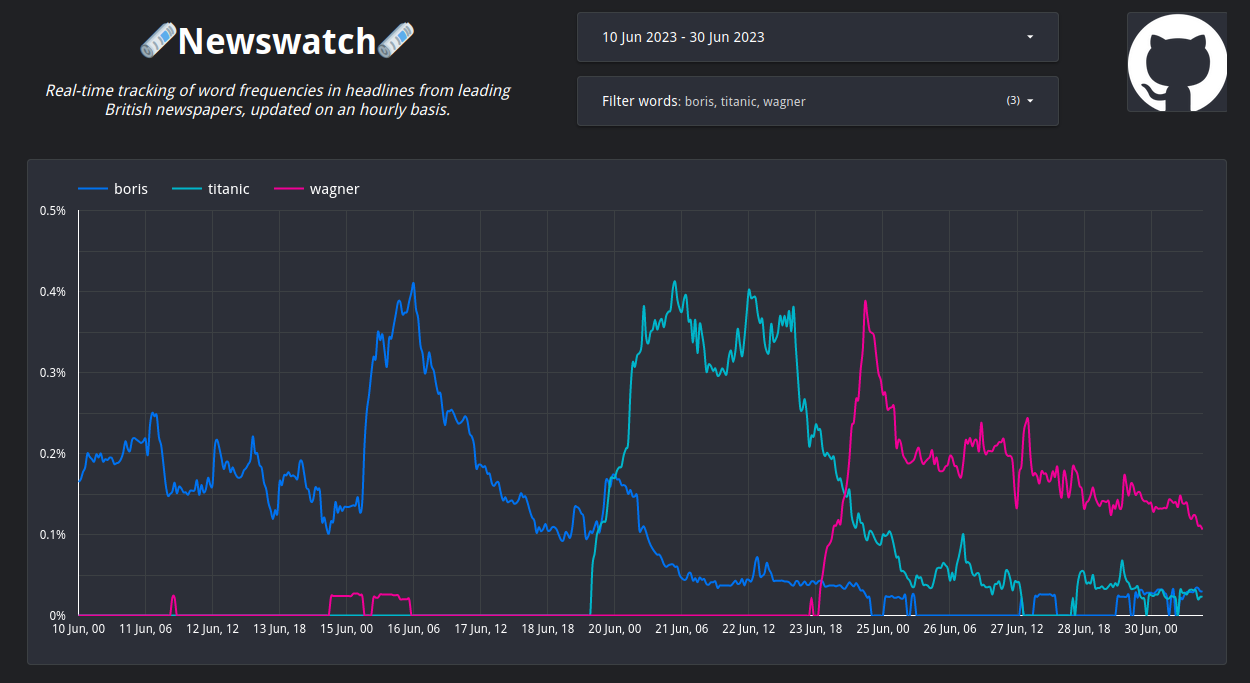 🗞️Newswatch🗞️
Real-time tracking of word frequencies in headlines from leading
British newspapers, updated on an hourly basis.
10 Jun 2023 - 30 Jun 2023
Filter words: boris, titanic, wagner (3)
boris titanic wagner
0.5%
0.4%
0.3%
0.2%
0.1%
0%
10 Jun, 00 11 Jun, 06 12 Jun, 12 13 Jun, 18 15 Jun, 00 16 Jun, 06 17 Jun, 12 18 Jun, 18 20 Jun, 00 21 Jun, 06 22 Jun, 12 23 Jun, 18 25 Jun, 00 26 Jun, 06 27 Jun, 12 28 Jun, 18 30 Jun, 00